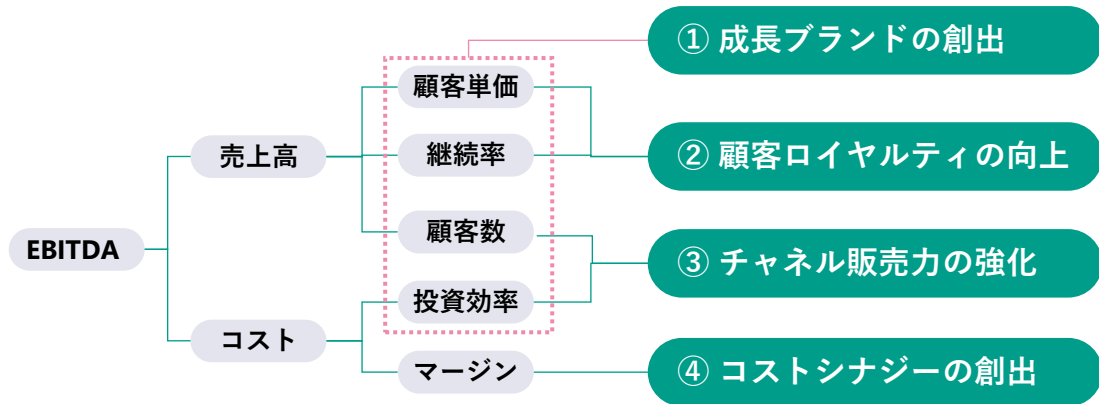 ① 成長ブランドの創出
顧客単価
② 顧客ロイヤルティの向上
売上高
継続率
顧客数
EBITDA
③ チャネル販売力の強化
投資効率
コスト
マージン
④ コストシナジーの創出